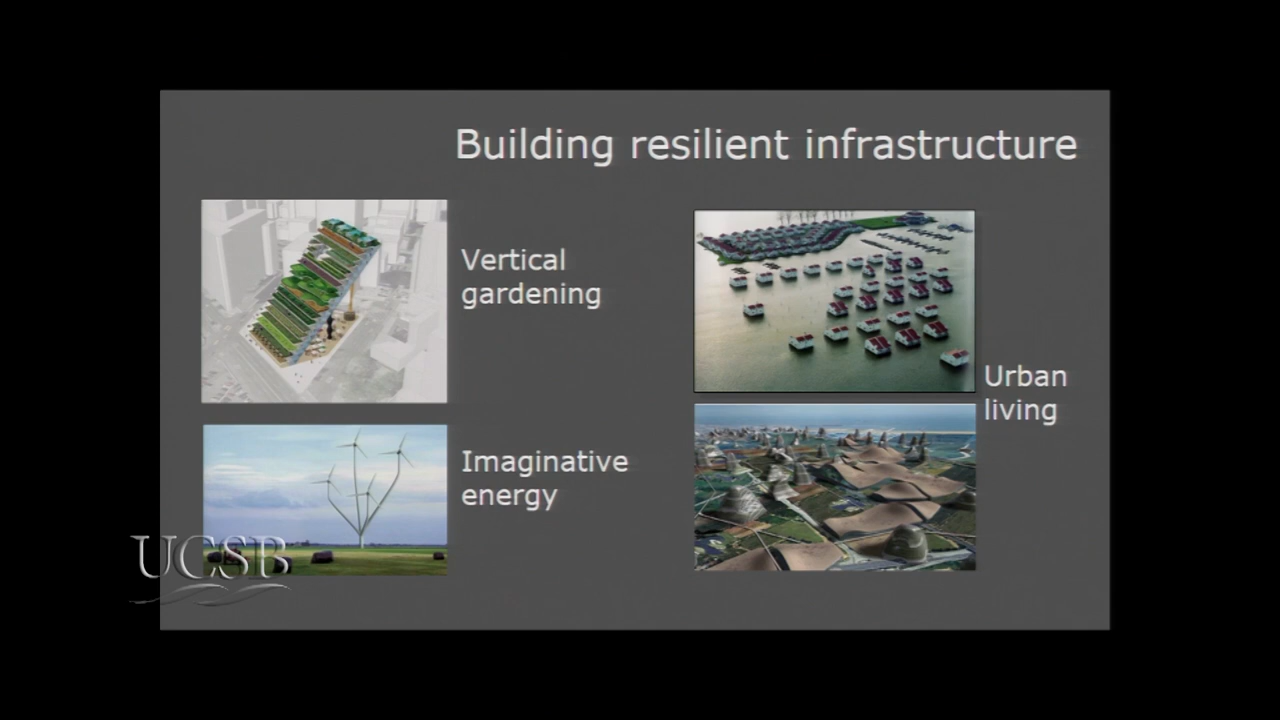 Building resilient infrastructure
Vertical
gardening
Urban
living
Imaginative
energy
UCSB